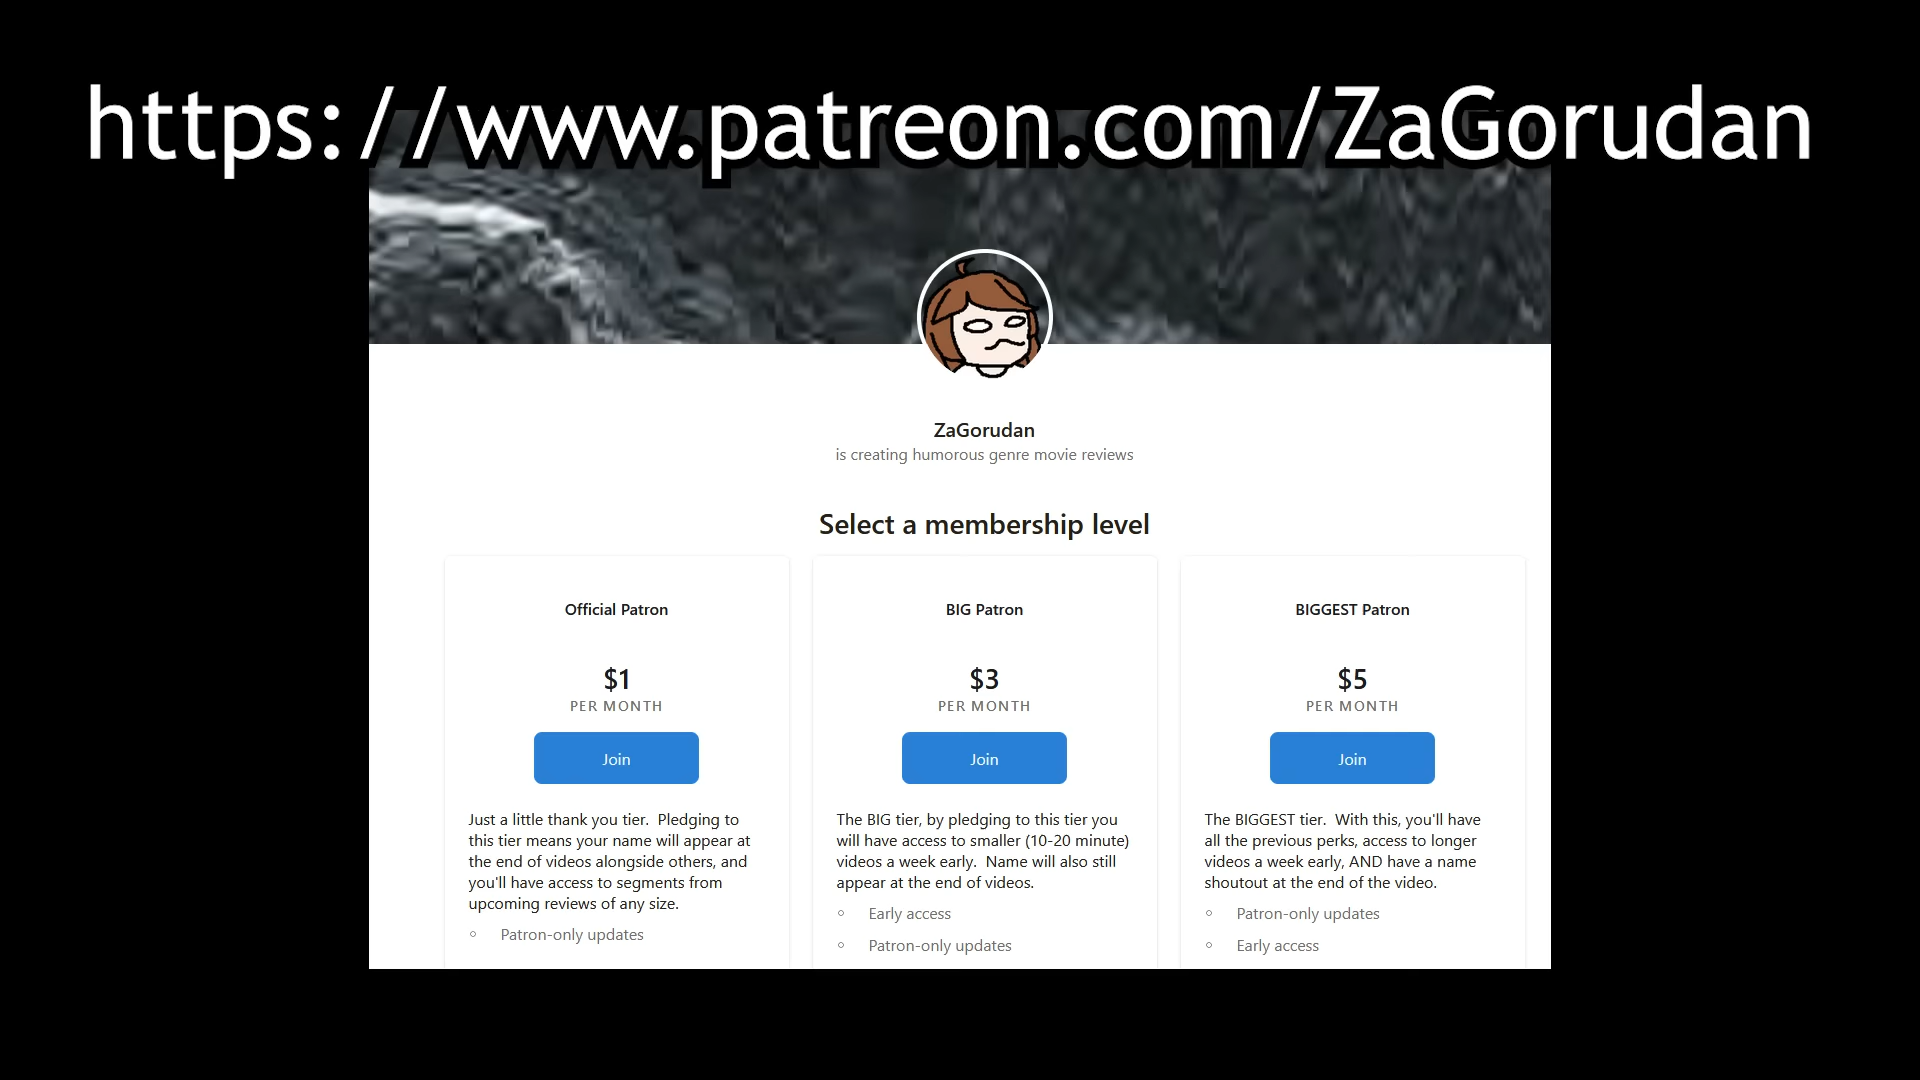 https://www.patreon.com/ZaGorudan
ZaGorudan
is creating humorous genre movie reviews
Select a membership level
Official Patron
$1
PER MONTH
Join
Just a little thank you tier.  Pledging to
this tier means your name will appear at
the end of videos alongside others, and
you'll have access to segments from
upcoming reviews of any size.
Patron-only updates
BIG Patron
$3
PER MONTH
Join
The BIG tier, by pledging to this tier you
will have access to smaller (10-20 minute)
videos a week early.  Name will also still
appear at the end of videos.
Early access
Patron-only updates
BIGGEST Patron
$5
PER MONTH
Join
The BIGGEST tier.  With this, you'll have
all the previous perks, access to longer
videos a week early, AND have a name
shoutout at the end of the video.
Patron-only updates
Early access